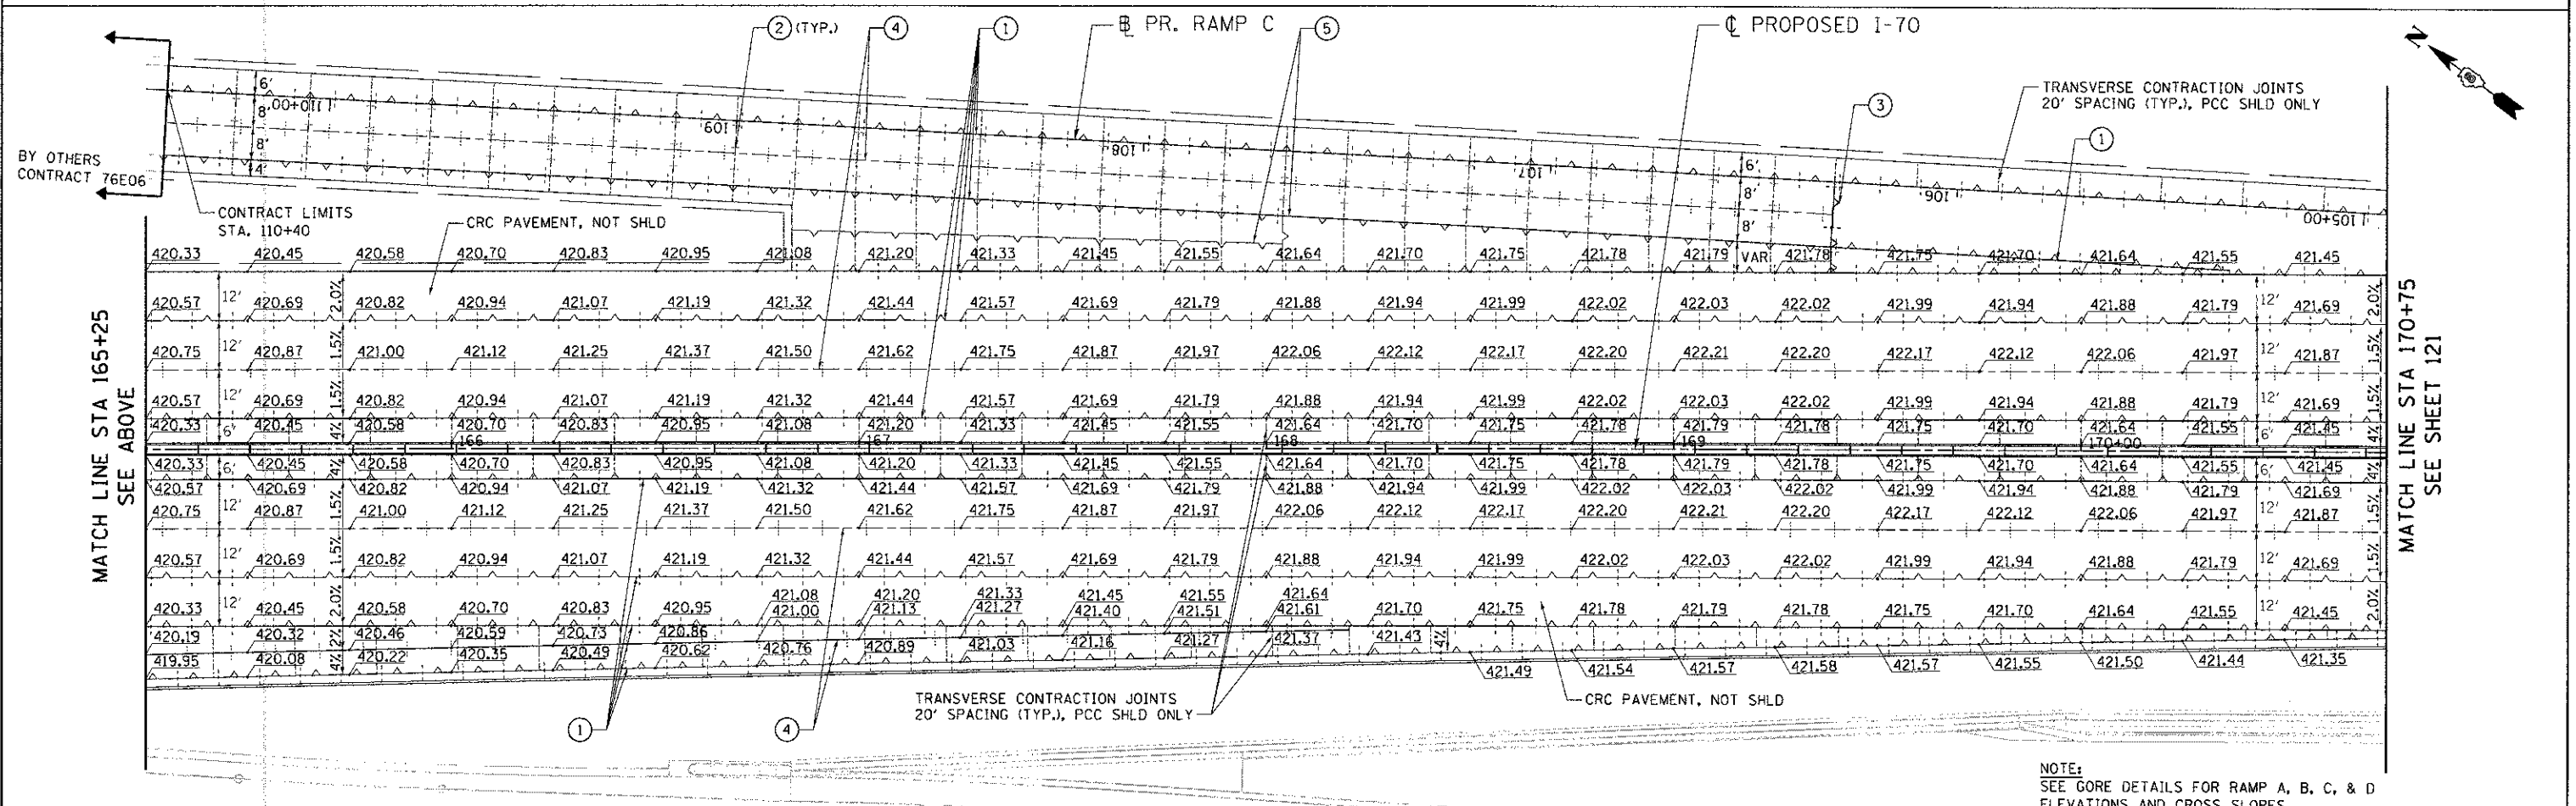 ② (TYP.) ④ ① ⅊ PR. RAMP C ⑤ ℄ PROPOSED I-70 N
TRANSVERSE CONTRACTION JOINTS
20' SPACING (TYP.), PCC SHLD ONLY
③ ①
6' 110+00 109 108 107 6' 106 105+00
8' 8'
8' 8'
4' VAR
BY OTHERS
CONTRACT 76E06
CONTRACT LIMITS
STA. 110+40
CRC PAVEMENT, NOT SHLD
420.33 420.45 420.58 420.70 420.83 420.95 421.08 421.20 421.33 421.45 421.55 421.64 421.70 421.75 421.78 421.79 421.78 421.75 421.70 421.64 421.55 421.45
420.57 12' 420.69 2.0% 420.82 420.94 421.07 421.19 421.32 421.44 421.57 421.69 421.79 421.88 421.94 421.99 422.02 422.03 422.02 421.99 421.94 421.88 421.79 12' 421.69 2.0%
420.75 12' 420.87 1.5% 421.00 421.12 421.25 421.37 421.50 421.62 421.75 421.87 421.97 422.06 422.12 422.17 422.20 422.21 422.20 422.17 422.12 422.06 421.97 12' 421.87 1.5%
420.57 12' 420.69 1.5% 420.82 420.94 421.07 421.19 421.32 421.44 421.57 421.69 421.79 421.88 421.94 421.99 422.02 422.03 422.02 421.99 421.94 421.88 421.79 12' 421.69 1.5%
420.33 6' 420.45 4% 420.58 420.70 420.83 420.95 421.08 421.20 421.33 421.45 421.55 421.64 421.70 421.75 421.78 421.79 421.78 421.75 421.70 421.64 421.55 6' 421.45 4%
166 167 168 169 170+00
420.33 6' 420.45 4% 420.58 420.70 420.83 420.95 421.08 421.20 421.33 421.45 421.55 421.64 421.70 421.75 421.78 421.79 421.78 421.75 421.70 421.64 421.55 6' 421.45 4%
420.57 420.69 420.82 420.94 421.07 421.19 421.32 421.44 421.57 421.69 421.79 421.88 421.94 421.99 422.02 422.03 422.02 421.99 421.94 421.88 421.79 421.69
420.75 12' 420.87 1.5% 421.00 421.12 421.25 421.37 421.50 421.62 421.75 421.87 421.97 422.06 422.12 422.17 422.20 422.21 422.20 422.17 422.12 422.06 421.97 12' 421.87 1.5%
420.57 12' 420.69 1.5% 420.82 420.94 421.07 421.19 421.32 421.44 421.57 421.69 421.79 421.88 421.94 421.99 422.02 422.03 422.02 421.99 421.94 421.88 421.79 12' 421.69 1.5%
421.08 421.20 421.33 421.45 421.55 421.64
420.33 12' 420.45 2.0% 420.58 420.70 420.83 420.95 421.00 421.13 421.27 421.40 421.51 421.61 421.70 421.75 421.78 421.79 421.78 421.75 421.70 421.64 421.55 12' 421.45 2.0%
420.19 420.32 2% 420.46 420.59 420.73 420.86
419.95 420.08 4% 420.22 420.35 420.49 420.62 420.76 420.89 421.03 421.16 421.27 421.37 421.43 4% 421.49 421.54 421.57 421.58 421.57 421.55 421.50 421.44 421.35
MATCH LINE STA 165+25
SEE ABOVE
MATCH LINE STA 170+75
SEE SHEET 121
TRANSVERSE CONTRACTION JOINTS
20' SPACING (TYP.), PCC SHLD ONLY
CRC PAVEMENT, NOT SHLD
① ④
NOTE:
SEE GORE DETAILS FOR RAMP A, B, C, & D
ELEVATIONS AND CROSS SLOPES